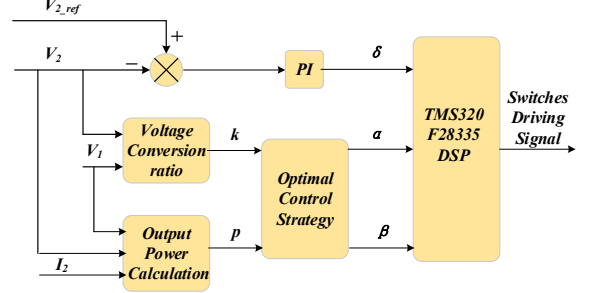 V2_ref
+
V2
−
PI
δ
TMS320
F28335
DSP
Switches
Driving
Signal
Voltage
Conversion
ratio
V1
k
α
Optimal
Control
Strategy
Output
Power
Calculation
p
β
I2